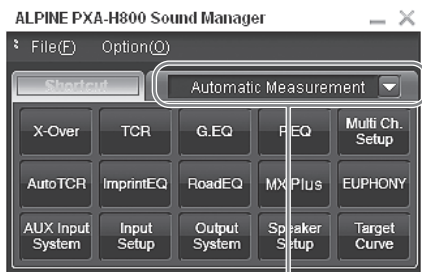 ALPINE PXA-H800 Sound Manager
File(F) Option(O)
Shortcut Automatic Measurement
X-Over TCR G.EQ P.EQ Multi Ch. Setup
AutoTCR ImprintEQ RoadEQ MX Plus EUPHONY
AUX Input System Input Setup Output System Speaker Setup Target Curve